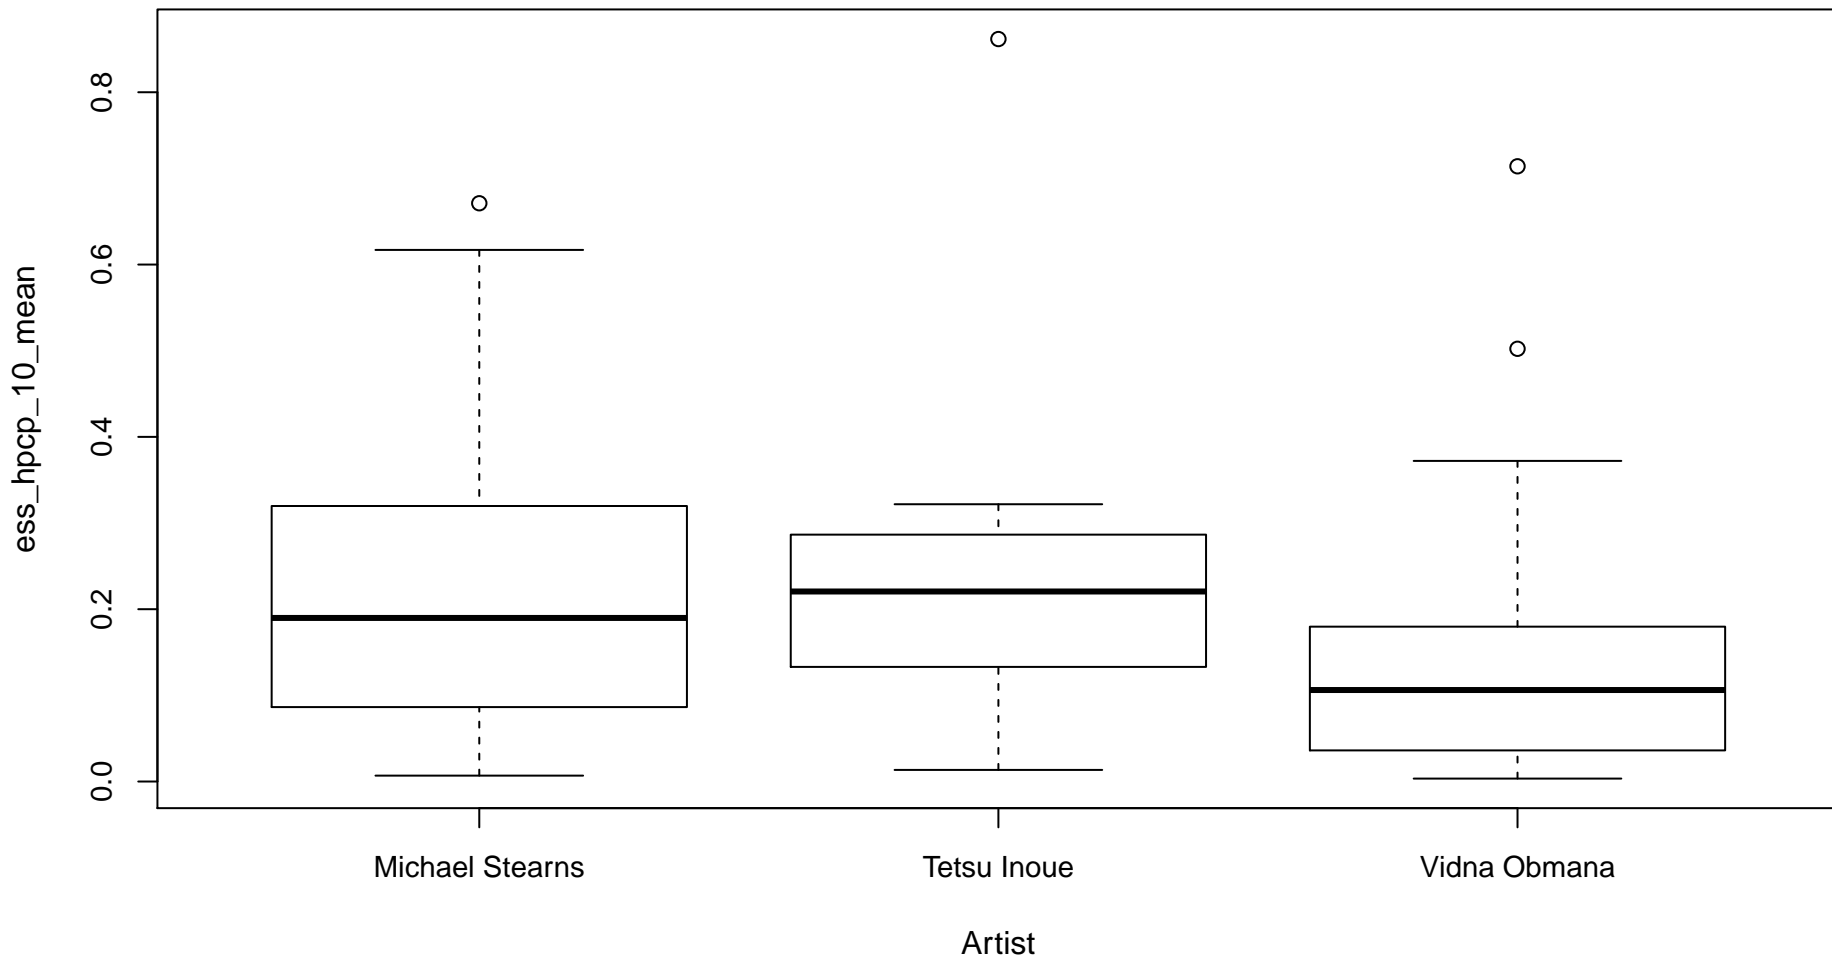 ess_hpcp_10_mean
0.8
0.6
0.4
0.2
0.0
Michael Stearns
Tetsu Inoue
Vidna Obmana
Artist